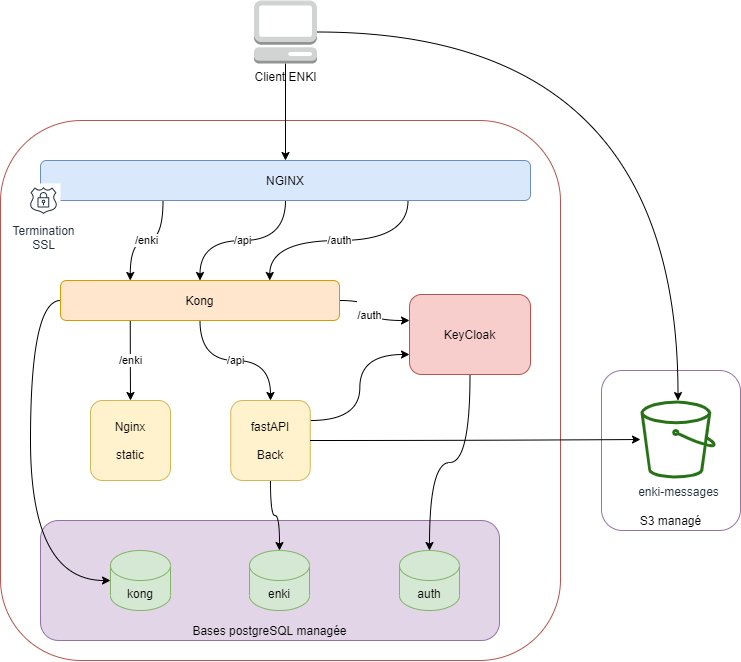 Client ENKI
NGINX
Termination
SSL
/enki
/api
/auth
Kong
/auth
KeyCloak
/enki
/api
Nginx
static
fastAPI
Back
enki-messages
S3 managé
kong
enki
auth
Bases postgreSQL managée